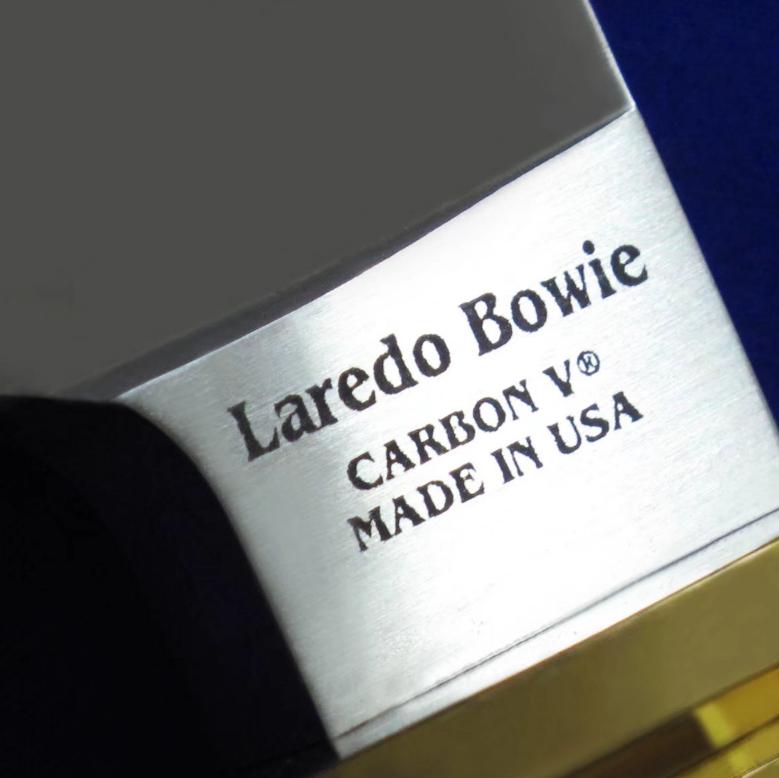 Laredo Bowie
CARBON V®
MADE IN USA